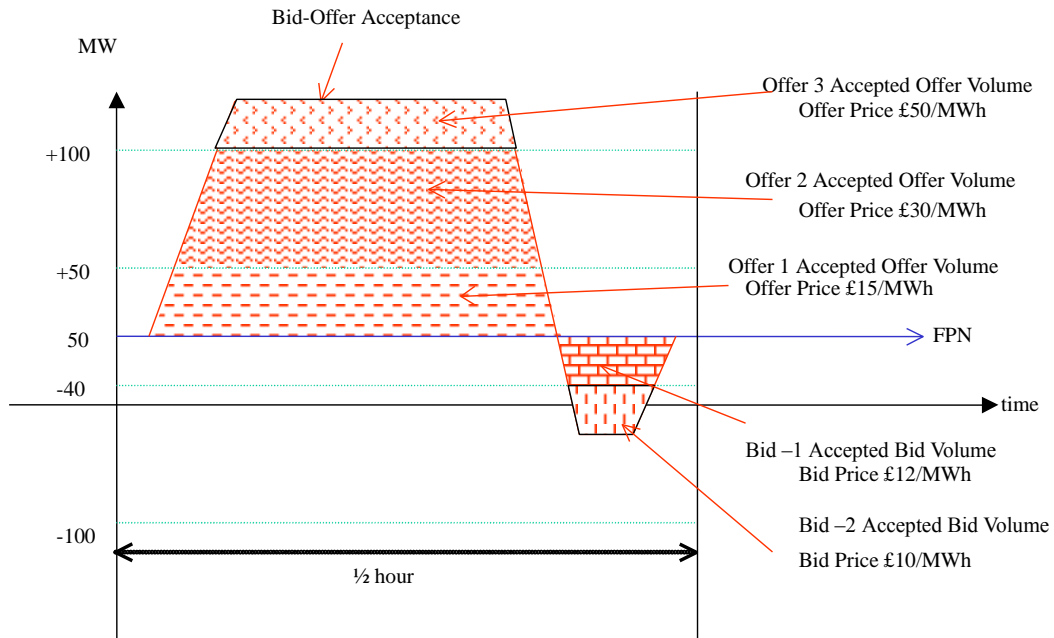 Bid-Offer Acceptance
MW
Offer 3 Accepted Offer Volume
Offer Price £50/MWh
+100
Offer 2 Accepted Offer Volume
Offer Price £30/MWh
+50
Offer 1 Accepted Offer Volume
Offer Price £15/MWh
50
FPN
-40
time
Bid –1 Accepted Bid Volume
Bid Price £12/MWh
Bid –2 Accepted Bid Volume
-100
Bid Price £10/MWh
½ hour